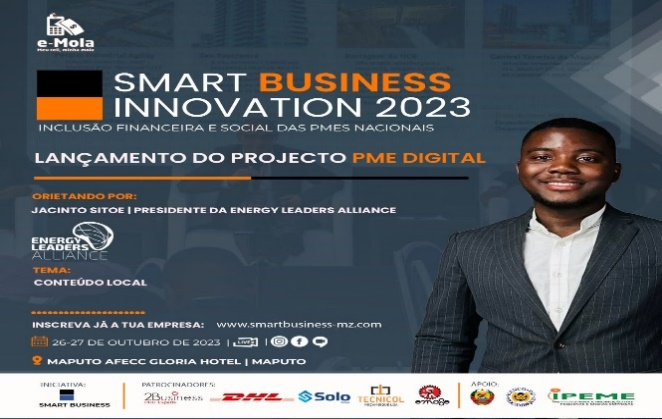 e-Mola
SMART BUSINESS
INNOVATION 2023
INCLUSÃO FINANCEIRA E SOCIAL DAS PMES NACIONAIS
LANÇAMENTO DO PROJECTO PME DIGITAL
ORIETANDO POR:
JACINTO SITOE | PRESIDENTE DA ENERGY LEADERS ALLIANCE
ENERGY
LEADERS
ALLIANCE
TEMA:
CONTEÚDO LOCAL
INSCREVA JÁ A TUA EMPRESA: www.smartbusiness-mz.com
26-27 DE OUTUBRO DE 2023 | LIVE |
MAPUTO AFECC GLORIA HOTEL | MAPUTO
INICIATIVA: PATROCINADORES: APOIO:
SMART BUSINESS 2Business DHL Solo TECNICOL emose iPEME